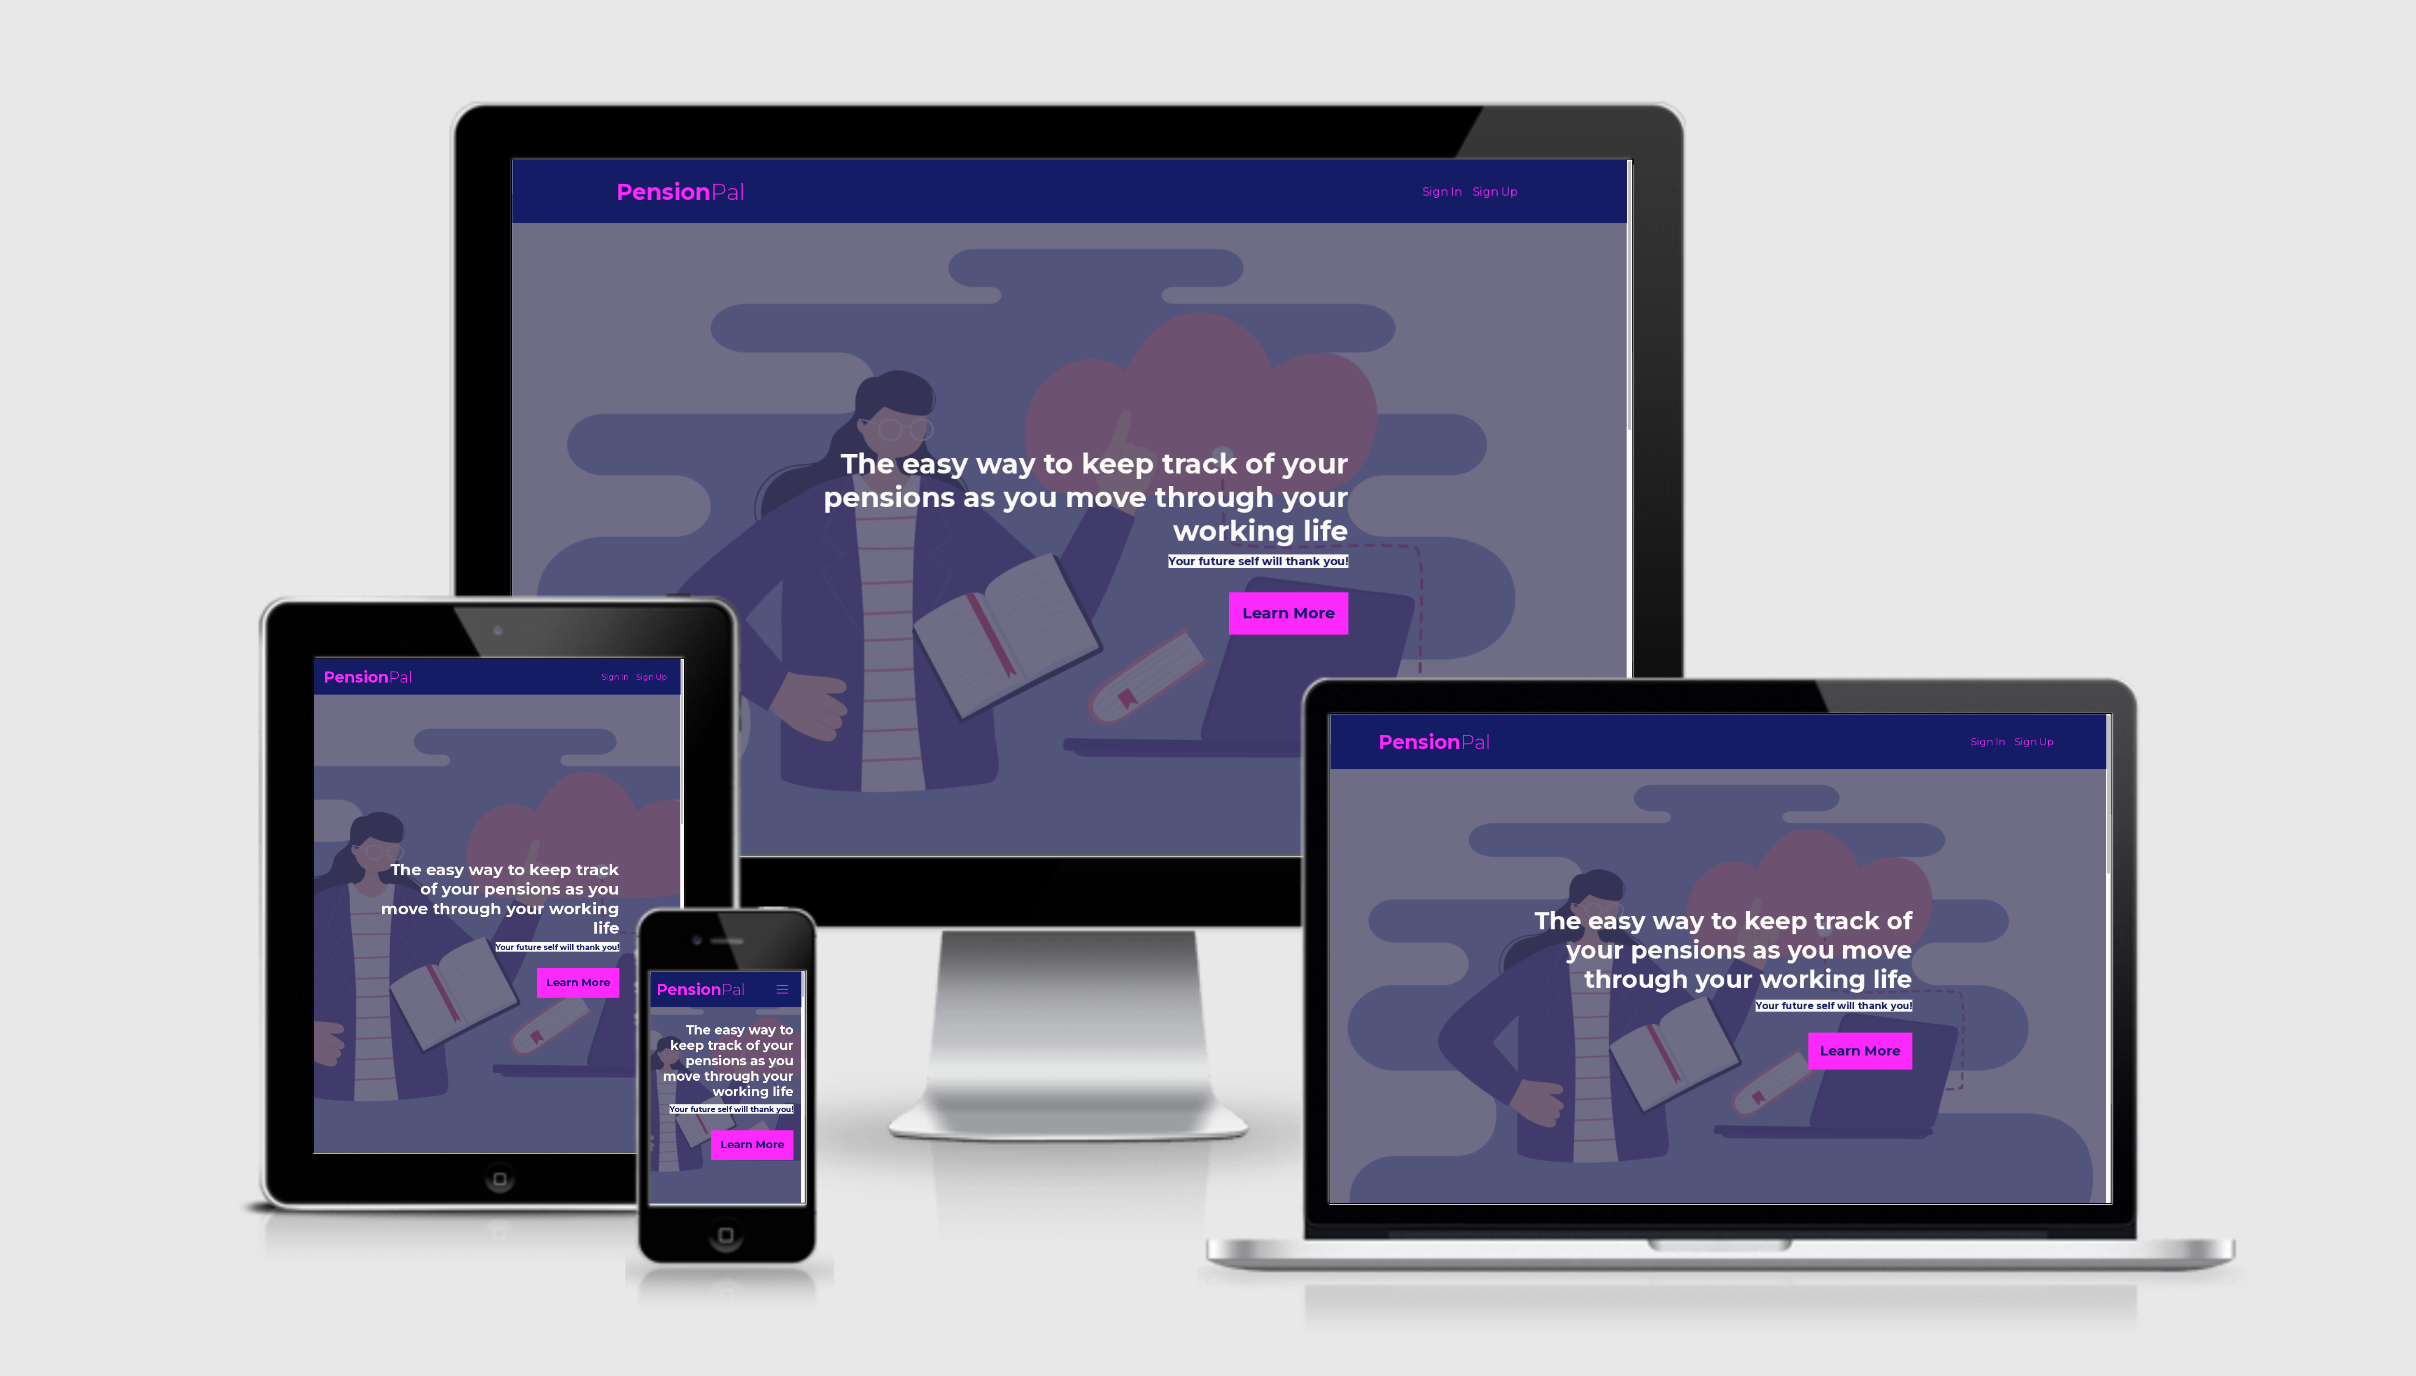 PensionPal
Sign In Sign Up
The easy way to keep track of your
pensions as you move through your
working life
Your future self will thank you!
Learn More
PensionPal
Sign In Sign Up
The easy way to keep track
of your pensions as you
move through your working
life
Your future self will thank you!
Learn More
PensionPal
The easy way to
keep track of your
pensions as you
move through your
working life
Your future self will thank you!
Learn More
PensionPal
Sign In Sign Up
The easy way to keep track of
your pensions as you move
through your working life
Your future self will thank you!
Learn More